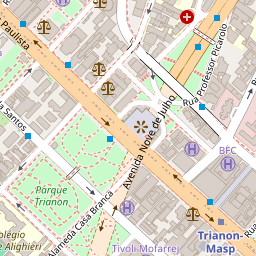 Paulista
Rua Professor Picarolo
Avenida Nove de Julho
a Santos
BFC
Parque
Trianon
Alameda Casa Branca
Trianon-
Masp
Tivoli Mofarrej
olégio
e Alighieri